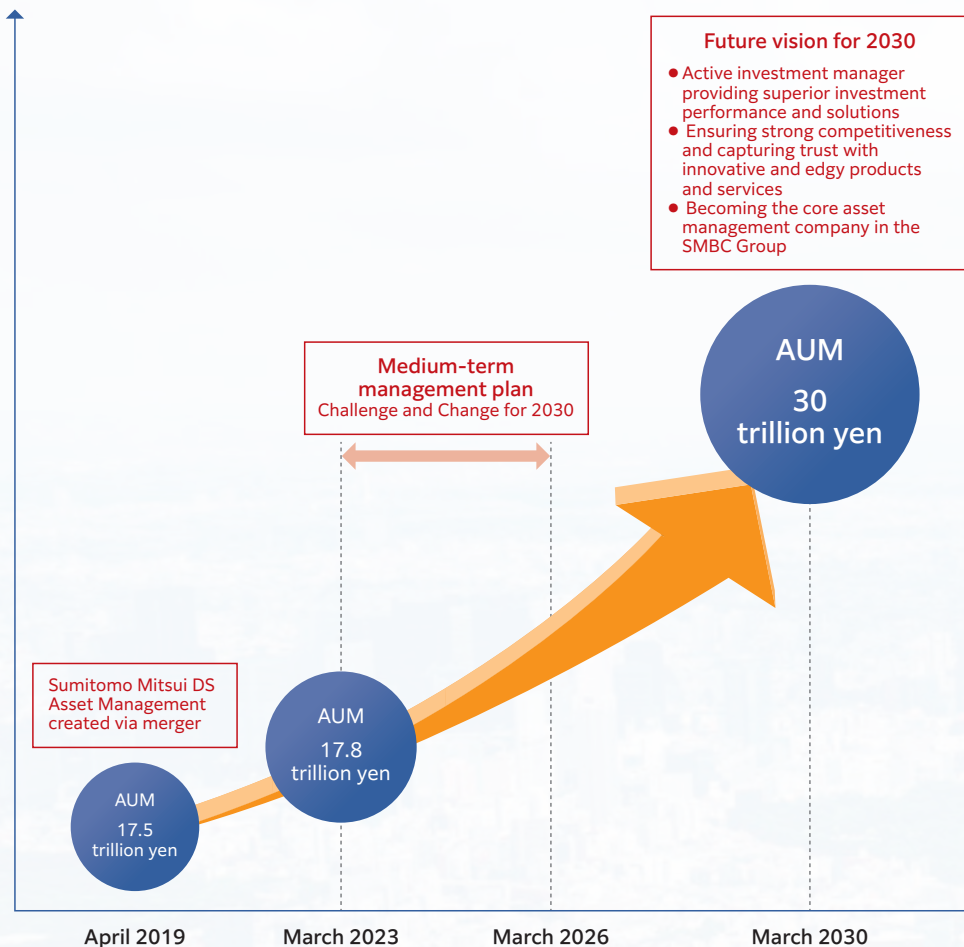 Future vision for 2030
● Active investment manager
providing superior investment
performance and solutions
● Ensuring strong competitiveness
and capturing trust with
innovative and edgy products
and services
● Becoming the core asset
management company in the
SMBC Group
AUM
30
trillion yen
Medium-term
management plan
Challenge and Change for 2030
Sumitomo Mitsui DS
Asset Management
created via merger
AUM
17.8
trillion yen
AUM
17.5
trillion yen
April 2019
March 2023
March 2026
March 2030